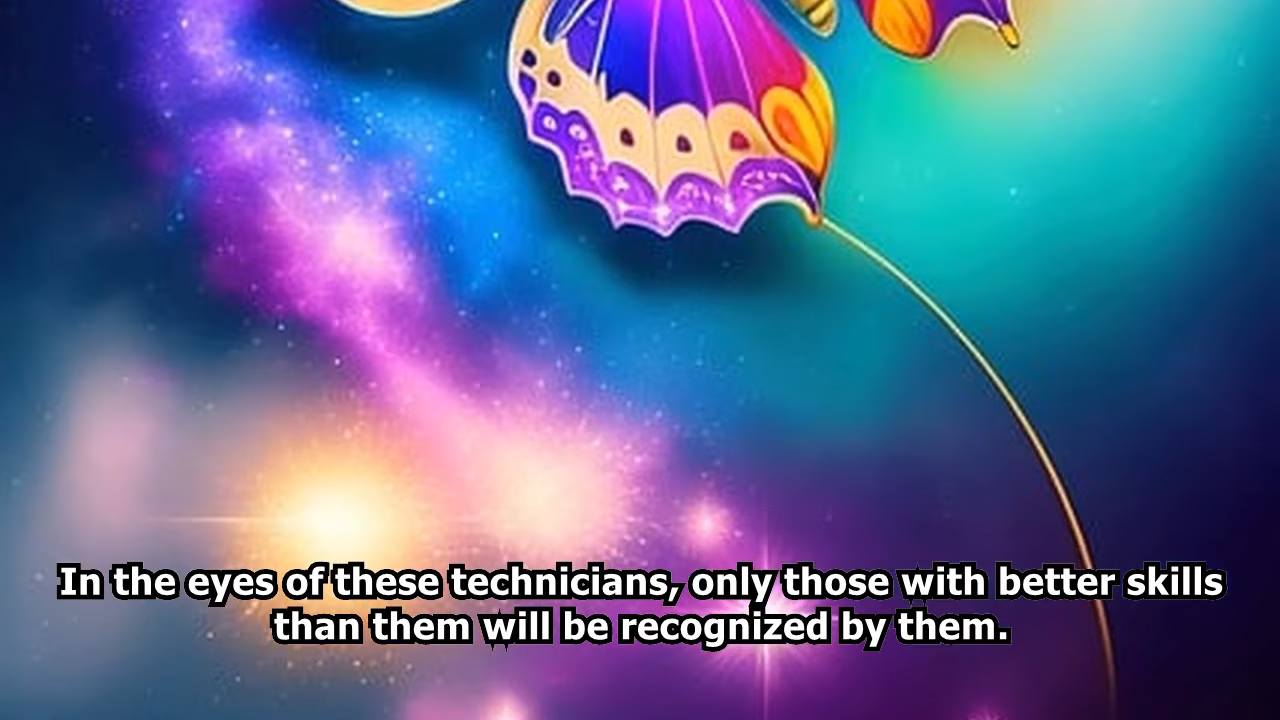 In the eyes of these technicians, only those with better skills
than them will be recognized by them.